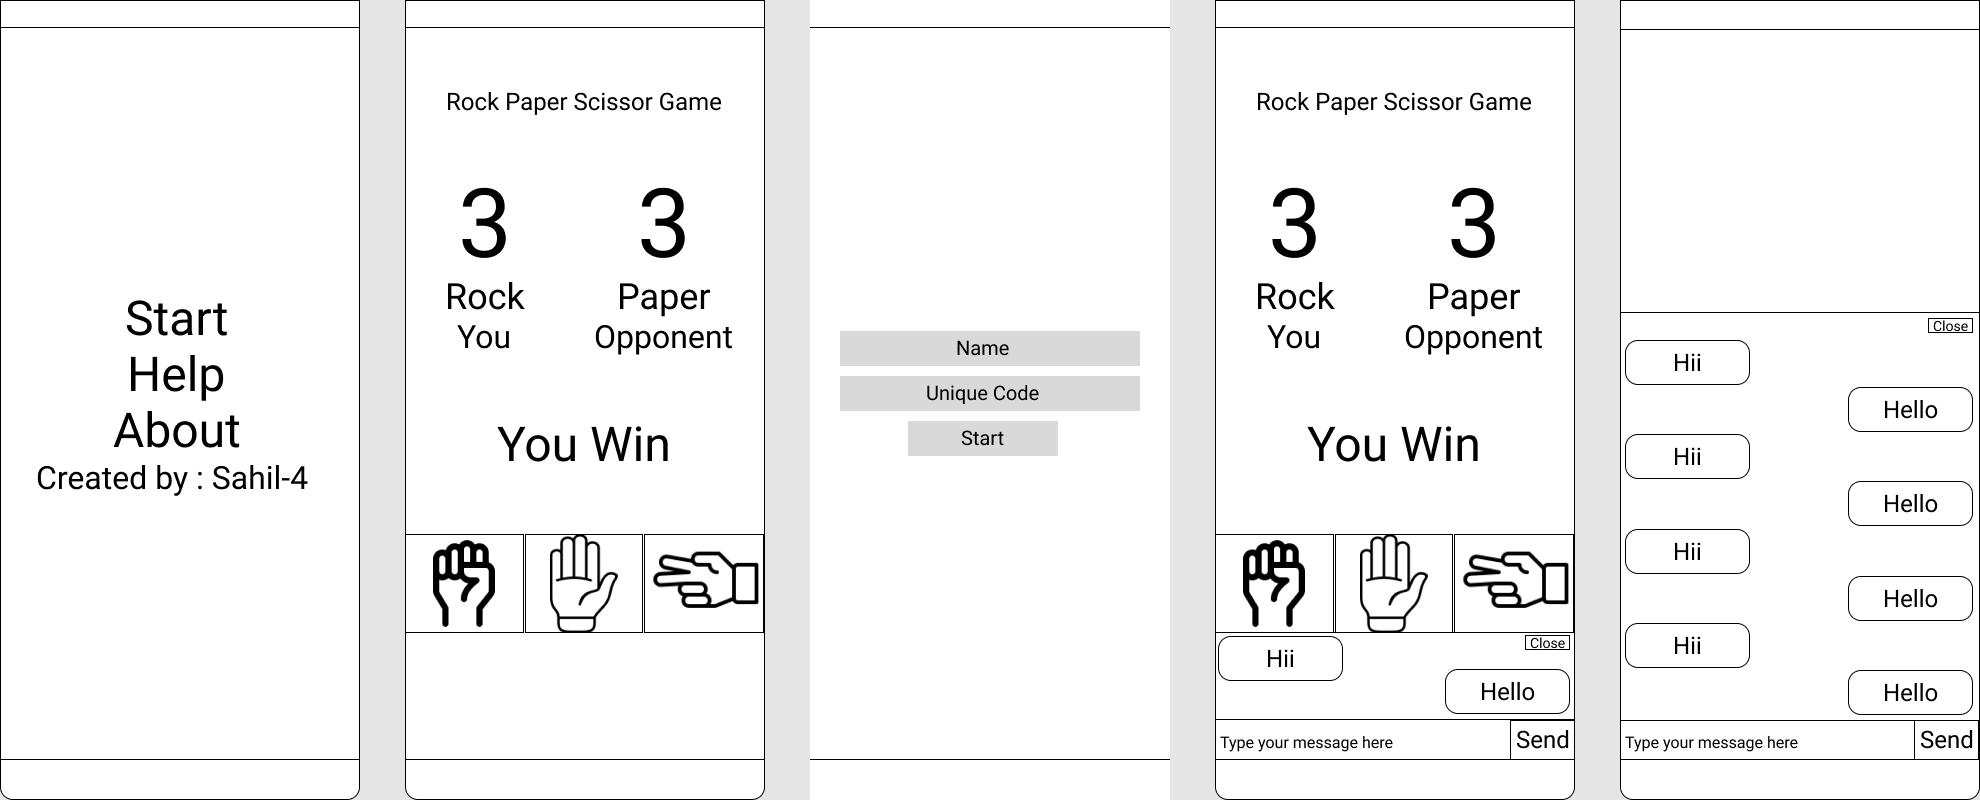 Start
Help
About
Created by : Sahil-4
Rock Paper Scissor Game
3 3
Rock Paper
You Opponent
You Win
Name
Unique Code
Start
Rock Paper Scissor Game
3 3
Rock Paper
You Opponent
You Win
Close
Hii
Hello
Type your message here Send
Close
Hii
Hello
Hii
Hello
Hii
Hello
Hii
Hello
Type your message here Send